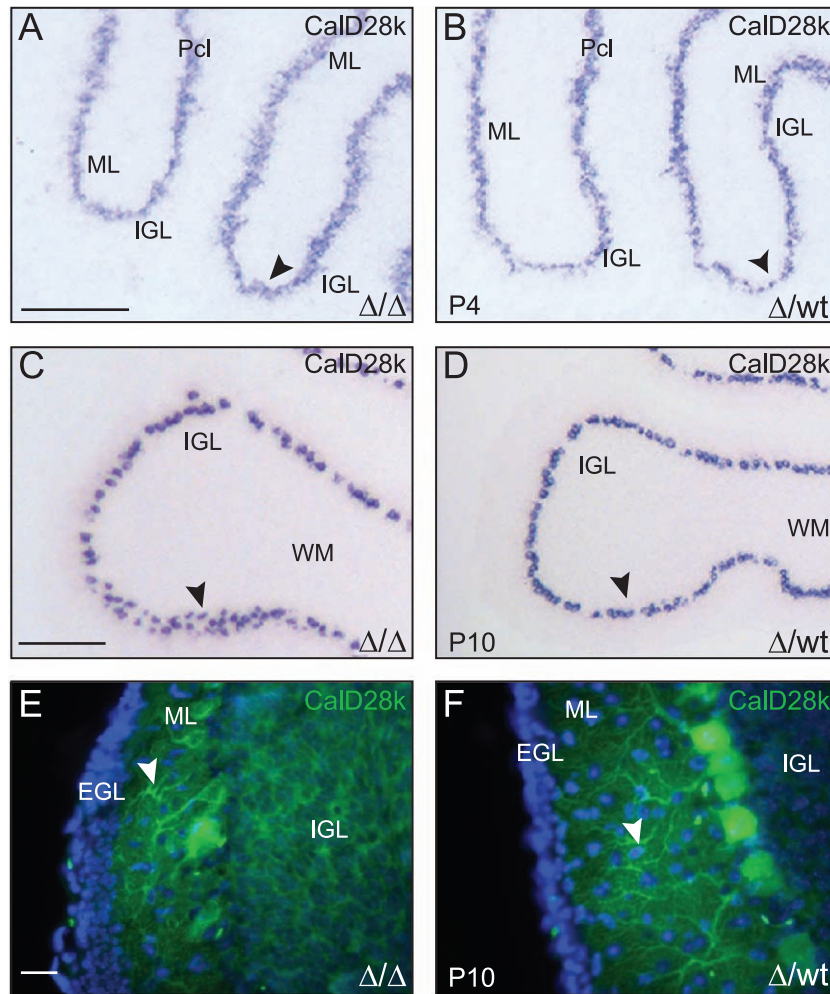 A
CalD28k
Pcl
ML
ML
IGL
IGL
Δ/Δ
B
CalD28k
Pcl
ML
ML
IGL
IGL
P4
Δ/wt
C
CalD28k
IGL
WM
Δ/Δ
D
CalD28k
IGL
WM
P10
Δ/wt
E
CalD28k
ML
EGL
IGL
Δ/Δ
F
CalD28k
ML
EGL
IGL
P10
Δ/wt